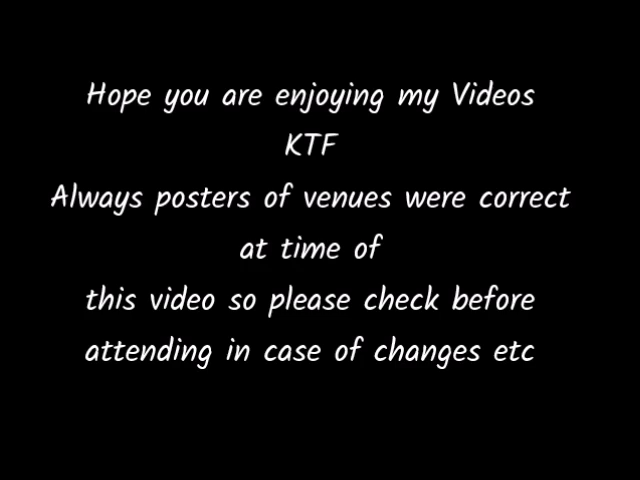 Hope you are enjoying my Videos
KTF
Always posters of venues were correct
at time of
this video so please check before
attending in case of changes etc